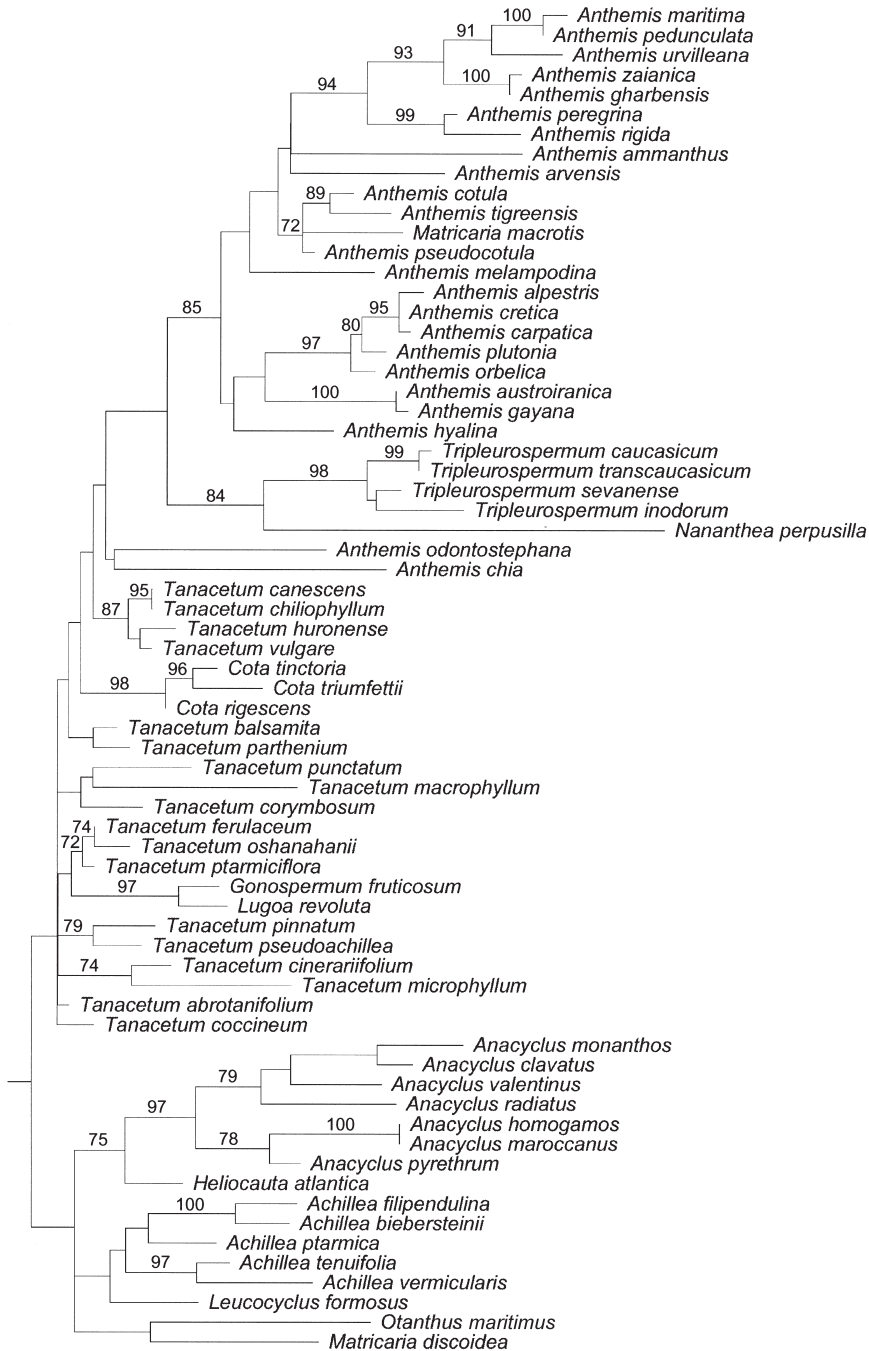 100 Anthemis maritima
Anthemis pedunculata
91
Anthemis urvilleana
93
100 Anthemis zaianica
Anthemis gharbensis
94
99 Anthemis peregrina
Anthemis rigida
Anthemis ammanthus
Anthemis arvensis
89 Anthemis cotula
Anthemis tigreensis
72 Matricaria macrotis
Anthemis pseudocotula
Anthemis melampodina
85
Anthemis alpestris
95 Anthemis cretica
80 Anthemis carpatica
97 Anthemis plutonia
Anthemis orbelica
100 Anthemis austroiranica
Anthemis gayana
Anthemis hyalina
99 Tripleurospermum caucasicum
98 Tripleurospermum transcaucasicum
Tripleurospermum sevanense
84 Tripleurospermum inodorum
Nananthea perpusilla
Anthemis odontostephana
Anthemis chia
95 Tanacetum canescens
87 Tanacetum chiliophyllum
Tanacetum huronense
Tanacetum vulgare
96 Cota tinctoria
98 Cota triumfettii
Cota rigescens
Tanacetum balsamita
Tanacetum parthenium
Tanacetum punctatum
Tanacetum macrophyllum
Tanacetum corymbosum
74 Tanacetum ferulaceum
72 Tanacetum oshanahanii
Tanacetum ptarmiciflora
97 Gonospermum fruticosum
Lugoa revoluta
79 Tanacetum pinnatum
Tanacetum pseudoachillea
74 Tanacetum cinerariifolium
Tanacetum microphyllum
Tanacetum abrotanifolium
Tanacetum coccineum
Anacyclus monanthos
Anacyclus clavatus
79 Anacyclus valentinus
97 Anacyclus radiatus
100 Anacyclus homogamos
75 78 Anacyclus maroccanus
Anacyclus pyrethrum
Heliocauta atlantica
100 Achillea filipendulina
Achillea biebersteinii
Achillea ptarmica
97 Achillea tenuifolia
Achillea vermicularis
Leucocyclus formosus
Otanthus maritimus
Matricaria discoidea